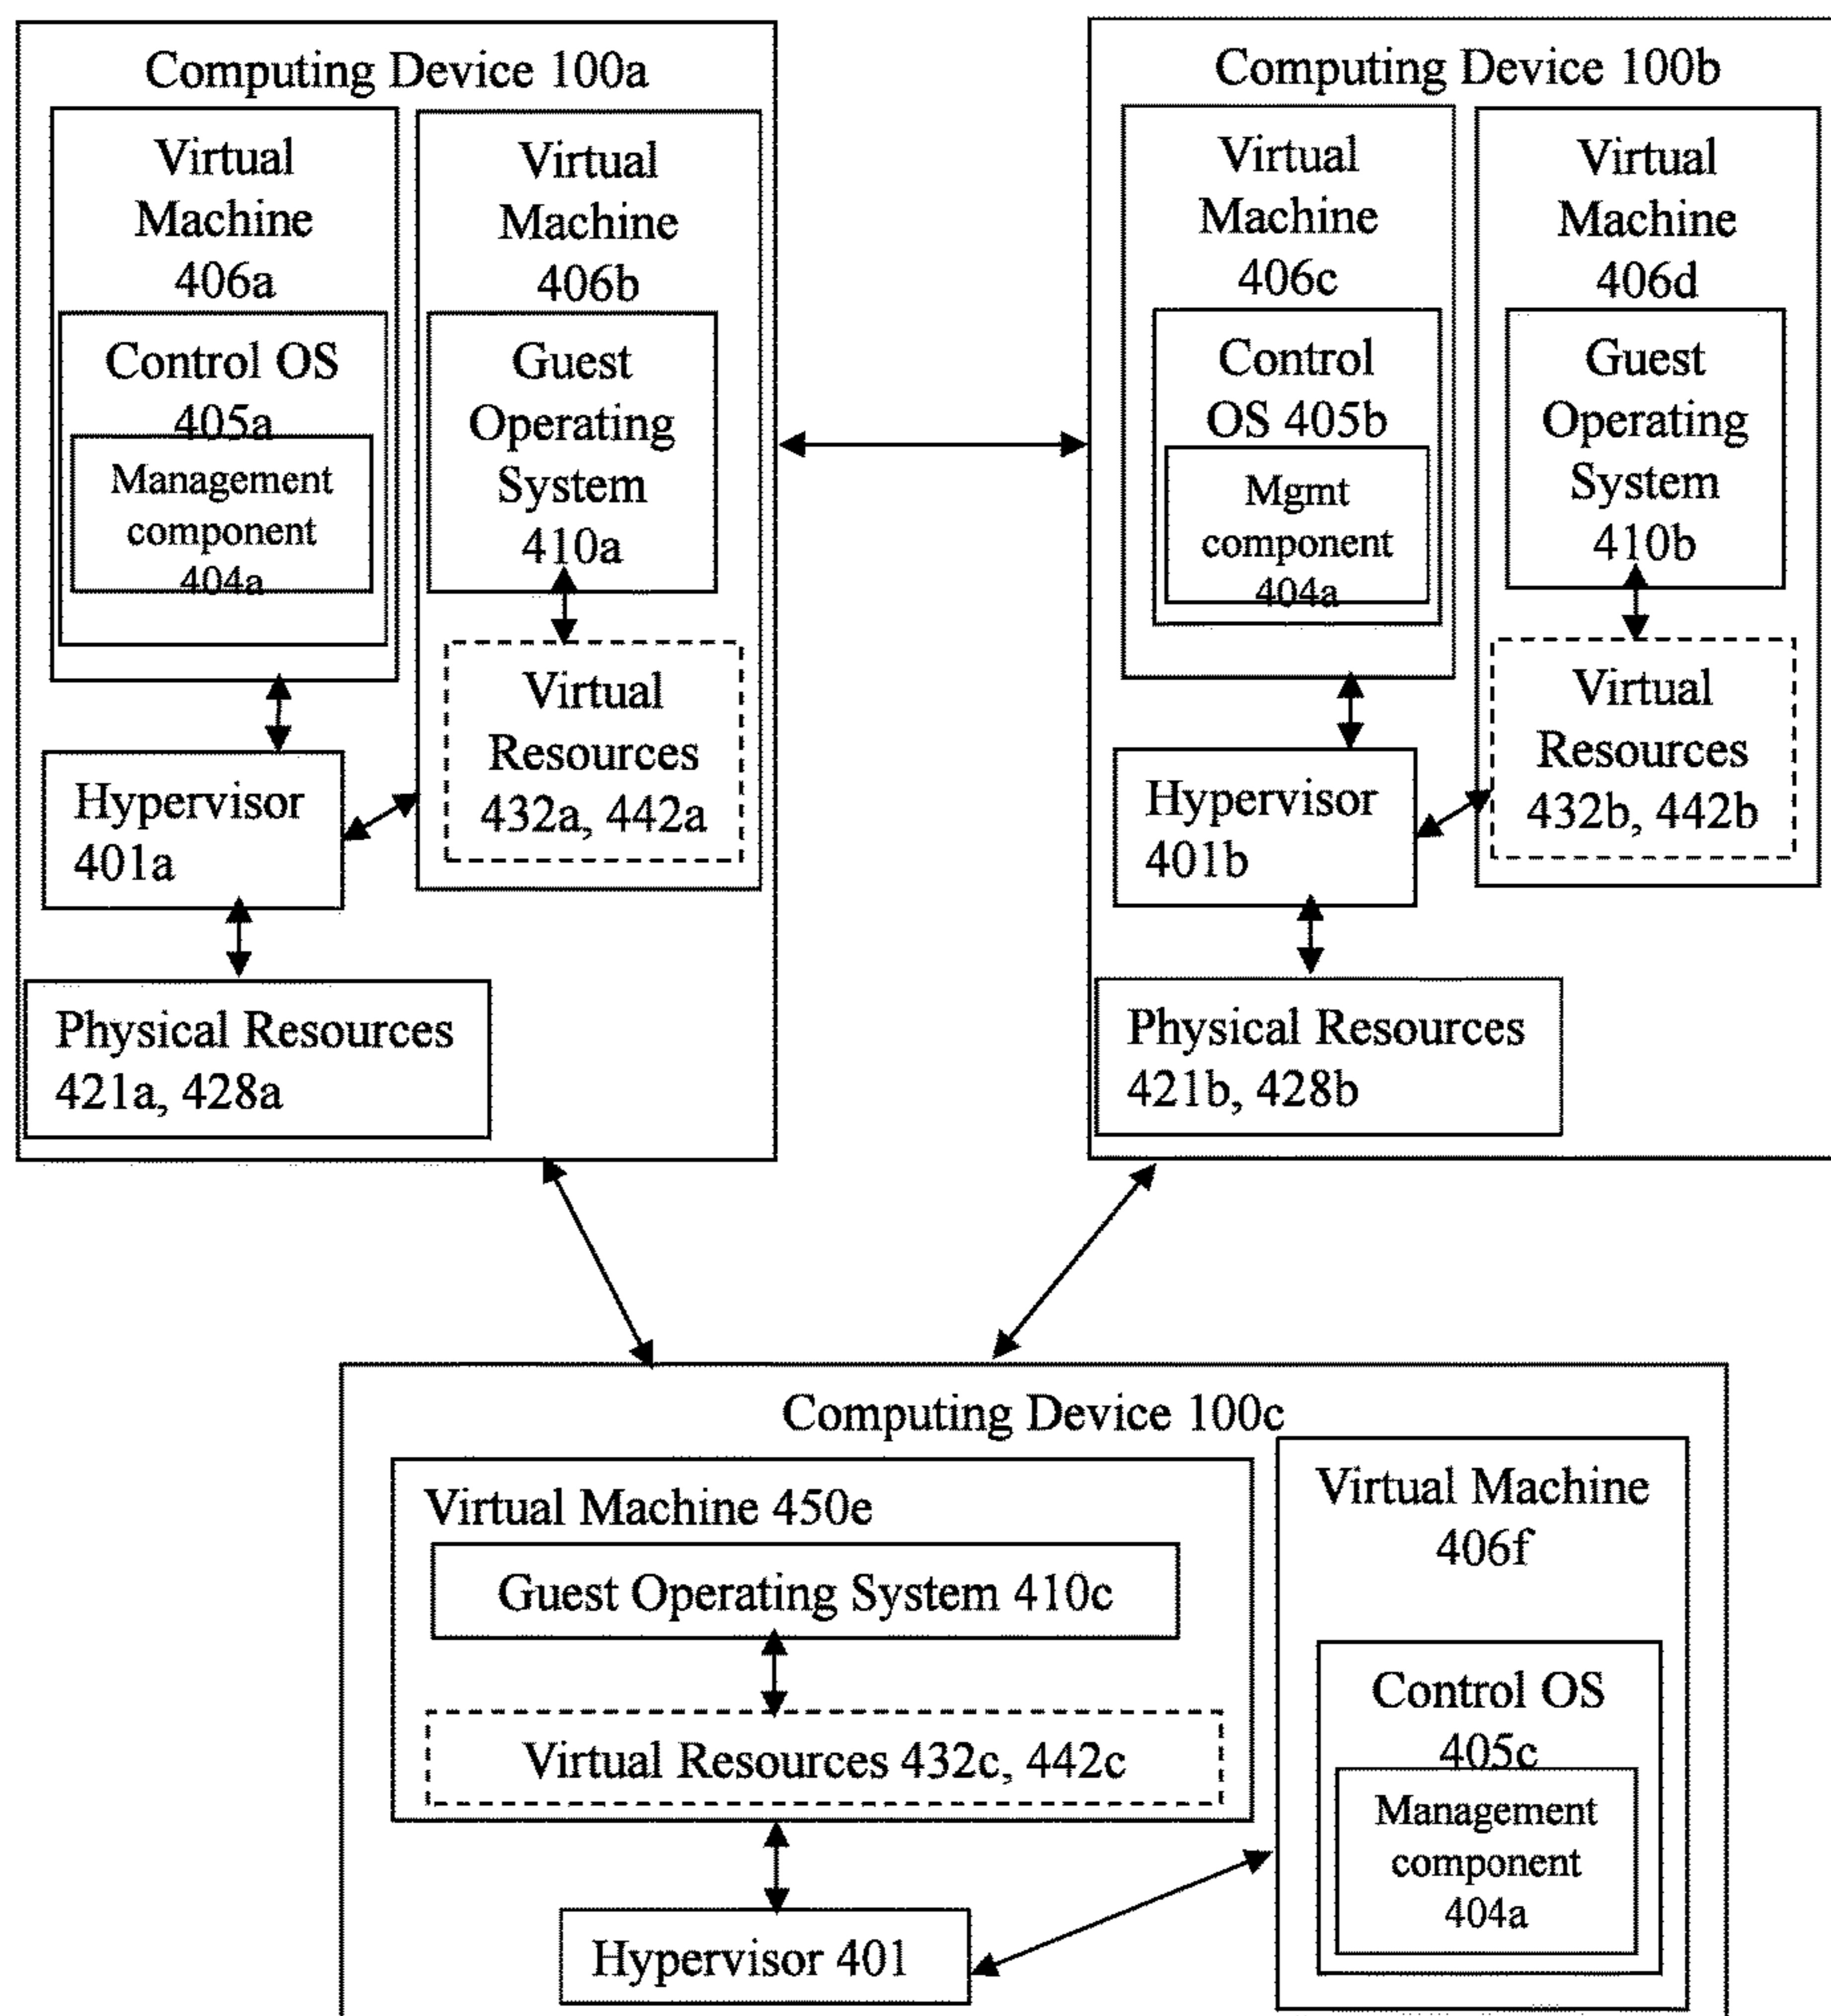 Computing Device 100a
Virtual
Machine
406a
Control OS
405a
Management
component
404a
Virtual
Machine
406b
Guest
Operating
System
410a
Virtual
Resources
432a, 442a
Hypervisor
401a
Physical Resources
421a, 428a
Computing Device 100b
Virtual
Machine
406c
Control
OS 405b
Mgmt
component
404a
Virtual
Machine
406d
Guest
Operating
System
410b
Virtual
Resources
432b, 442b
Hypervisor
401b
Physical Resources
421b, 428b
Computing Device 100c
Virtual Machine 450e
Guest Operating System 410c
Virtual Resources 432c, 442c
Hypervisor 401
Virtual Machine
406f
Control OS
405c
Management
component
404a